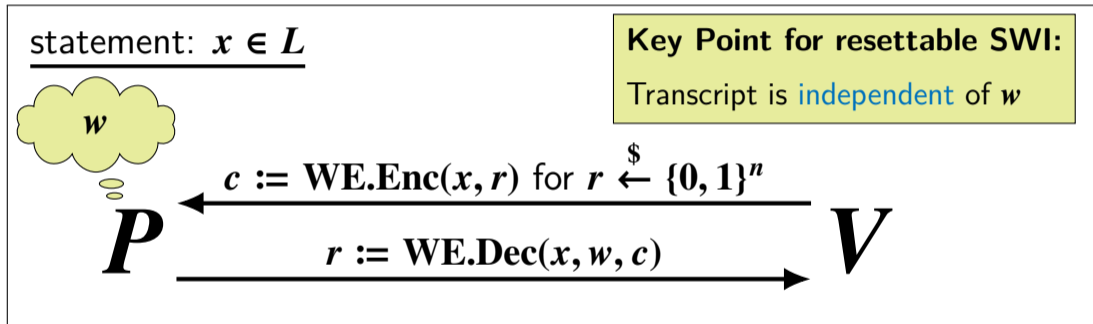 statement: x ∈ L
Key Point for resettable SWI:
Transcript is independent of w
w
c := WE.Enc(x, r) for r $← {0, 1}ⁿ
P
V
r := WE.Dec(x, w, c)